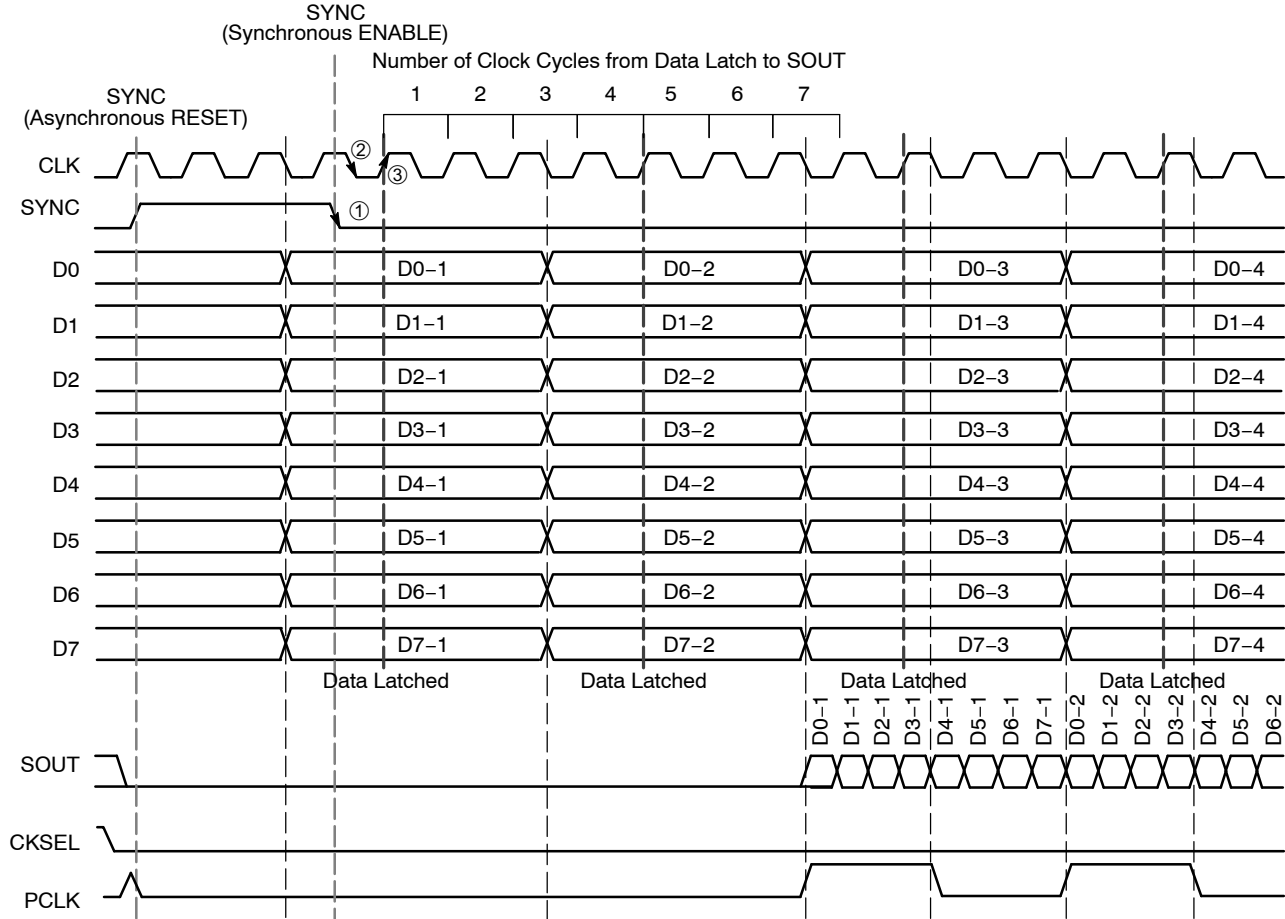 SYNC
(Synchronous ENABLE)
Number of Clock Cycles from Data Latch to SOUT
SYNC
(Asynchronous RESET)
1 2 3 4 5 6 7
CLK ② ③
SYNC ①
D0 D0−1 D0−2 D0−3 D0−4
D1 D1−1 D1−2 D1−3 D1−4
D2 D2−1 D2−2 D2−3 D2−4
D3 D3−1 D3−2 D3−3 D3−4
D4 D4−1 D4−2 D4−3 D4−4
D5 D5−1 D5−2 D5−3 D5−4
D6 D6−1 D6−2 D6−3 D6−4
D7 D7−1 D7−2 D7−3 D7−4
Data Latched Data Latched Data Latched Data Latched
D0−1 D1−1 D2−1 D3−1 D4−1 D5−1 D6−1 D7−1 D0−2 D1−2 D2−2 D3−2 D4−2 D5−2 D6−2
SOUT
CKSEL
PCLK